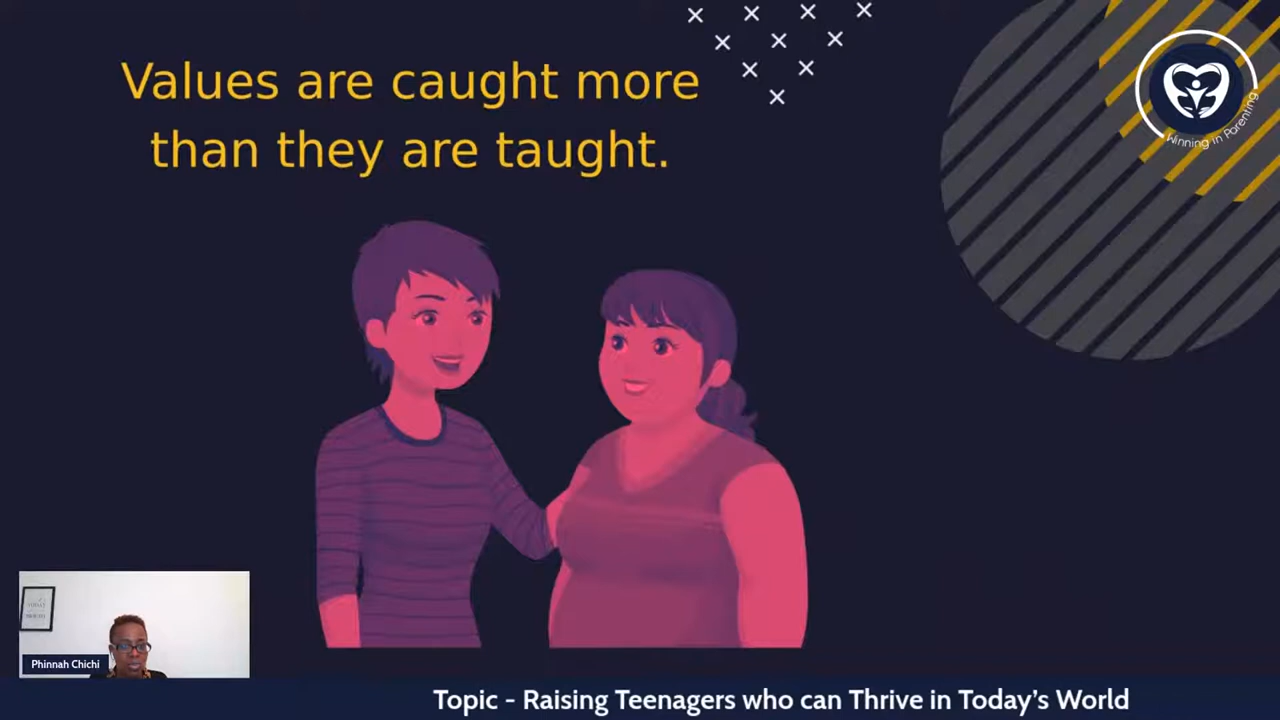 Values are caught more
than they are taught.
Winning in Parenting
TODAY
Phinnah Chichi
Topic - Raising Teenagers who can Thrive in Today's World